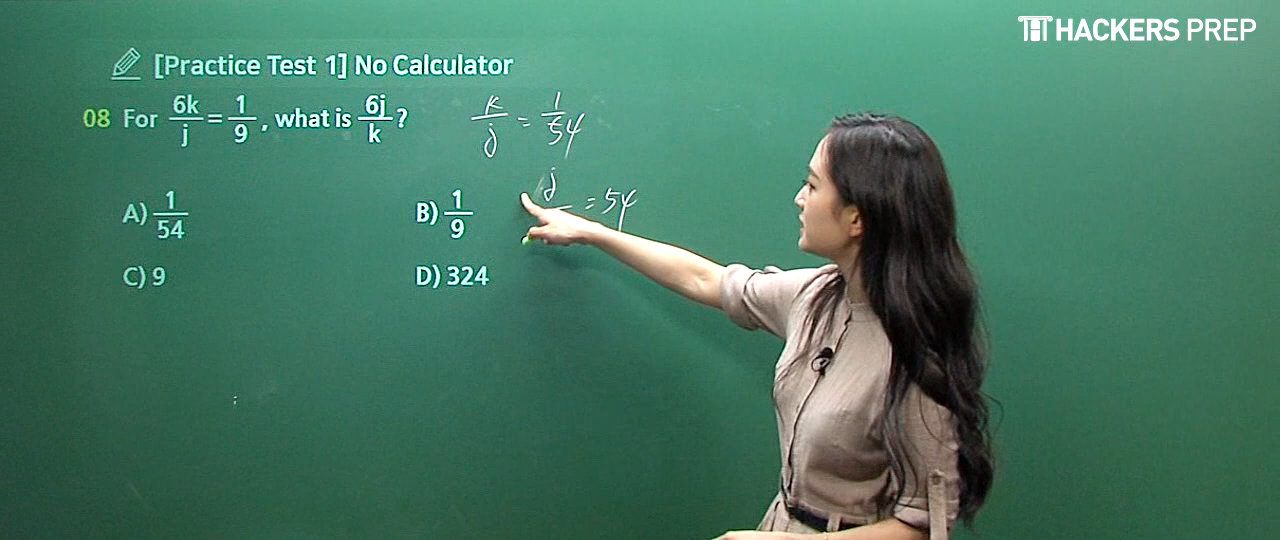 HACKERS PREP
[Practice Test 1] No Calculator
08 For 6k/j = 1/9 , what is 6j/k ?
k/j = 1/54
j = 54
A) 1/54
B) 1/9
C) 9
D) 324